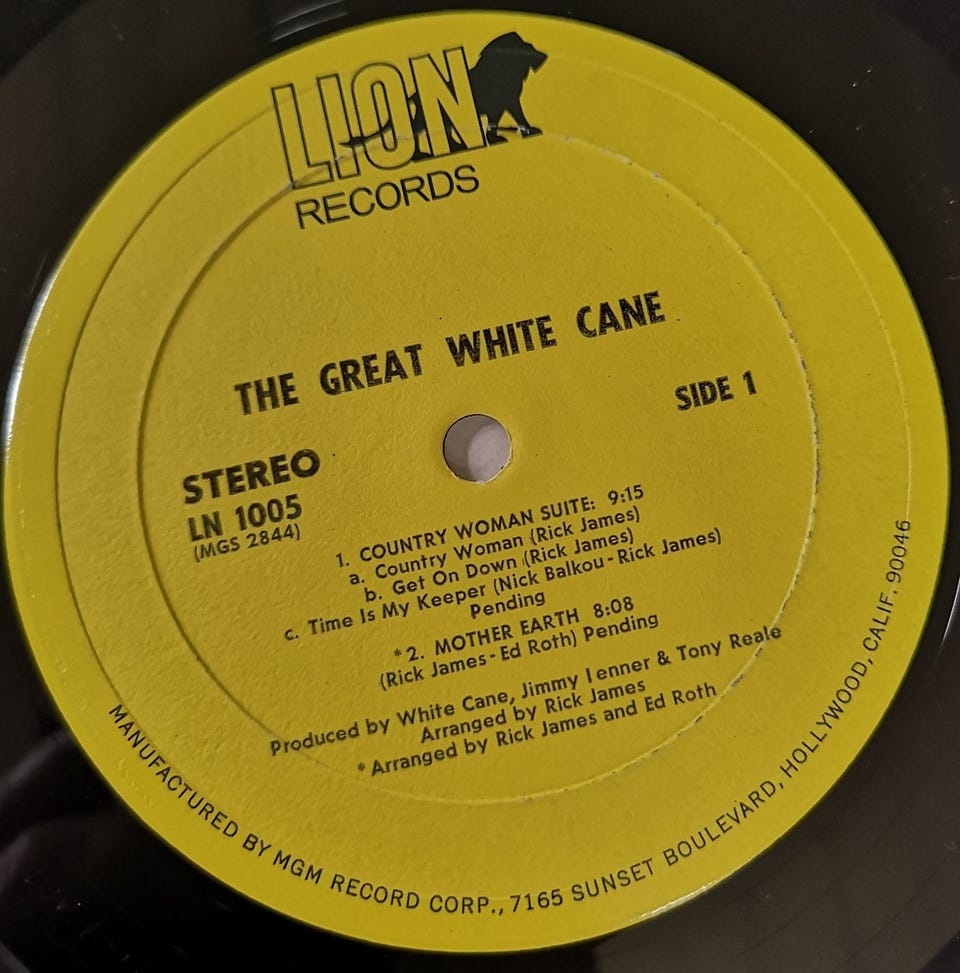 LION
RECORDS
THE GREAT WHITE CANE
SIDE 1
STEREO
LN 1005
(MGS 2844)
1. COUNTRY WOMAN SUITE: 9:15
a. Country Woman (Rick James)
b. Get On Down (Rick James)
c. Time Is My Keeper (Nick Balkou-Rick James)
Pending
*2. MOTHER EARTH 8:08
(Rick James-Ed Roth) Pending
Produced by White Cane, Jimmy Ienner & Tony Reale
Arranged by Rick James
*Arranged by Rick James and Ed Roth
MANUFACTURED BY MGM RECORD CORP., 7165 SUNSET BOULEVARD, HOLLYWOOD, CALIF. 90046